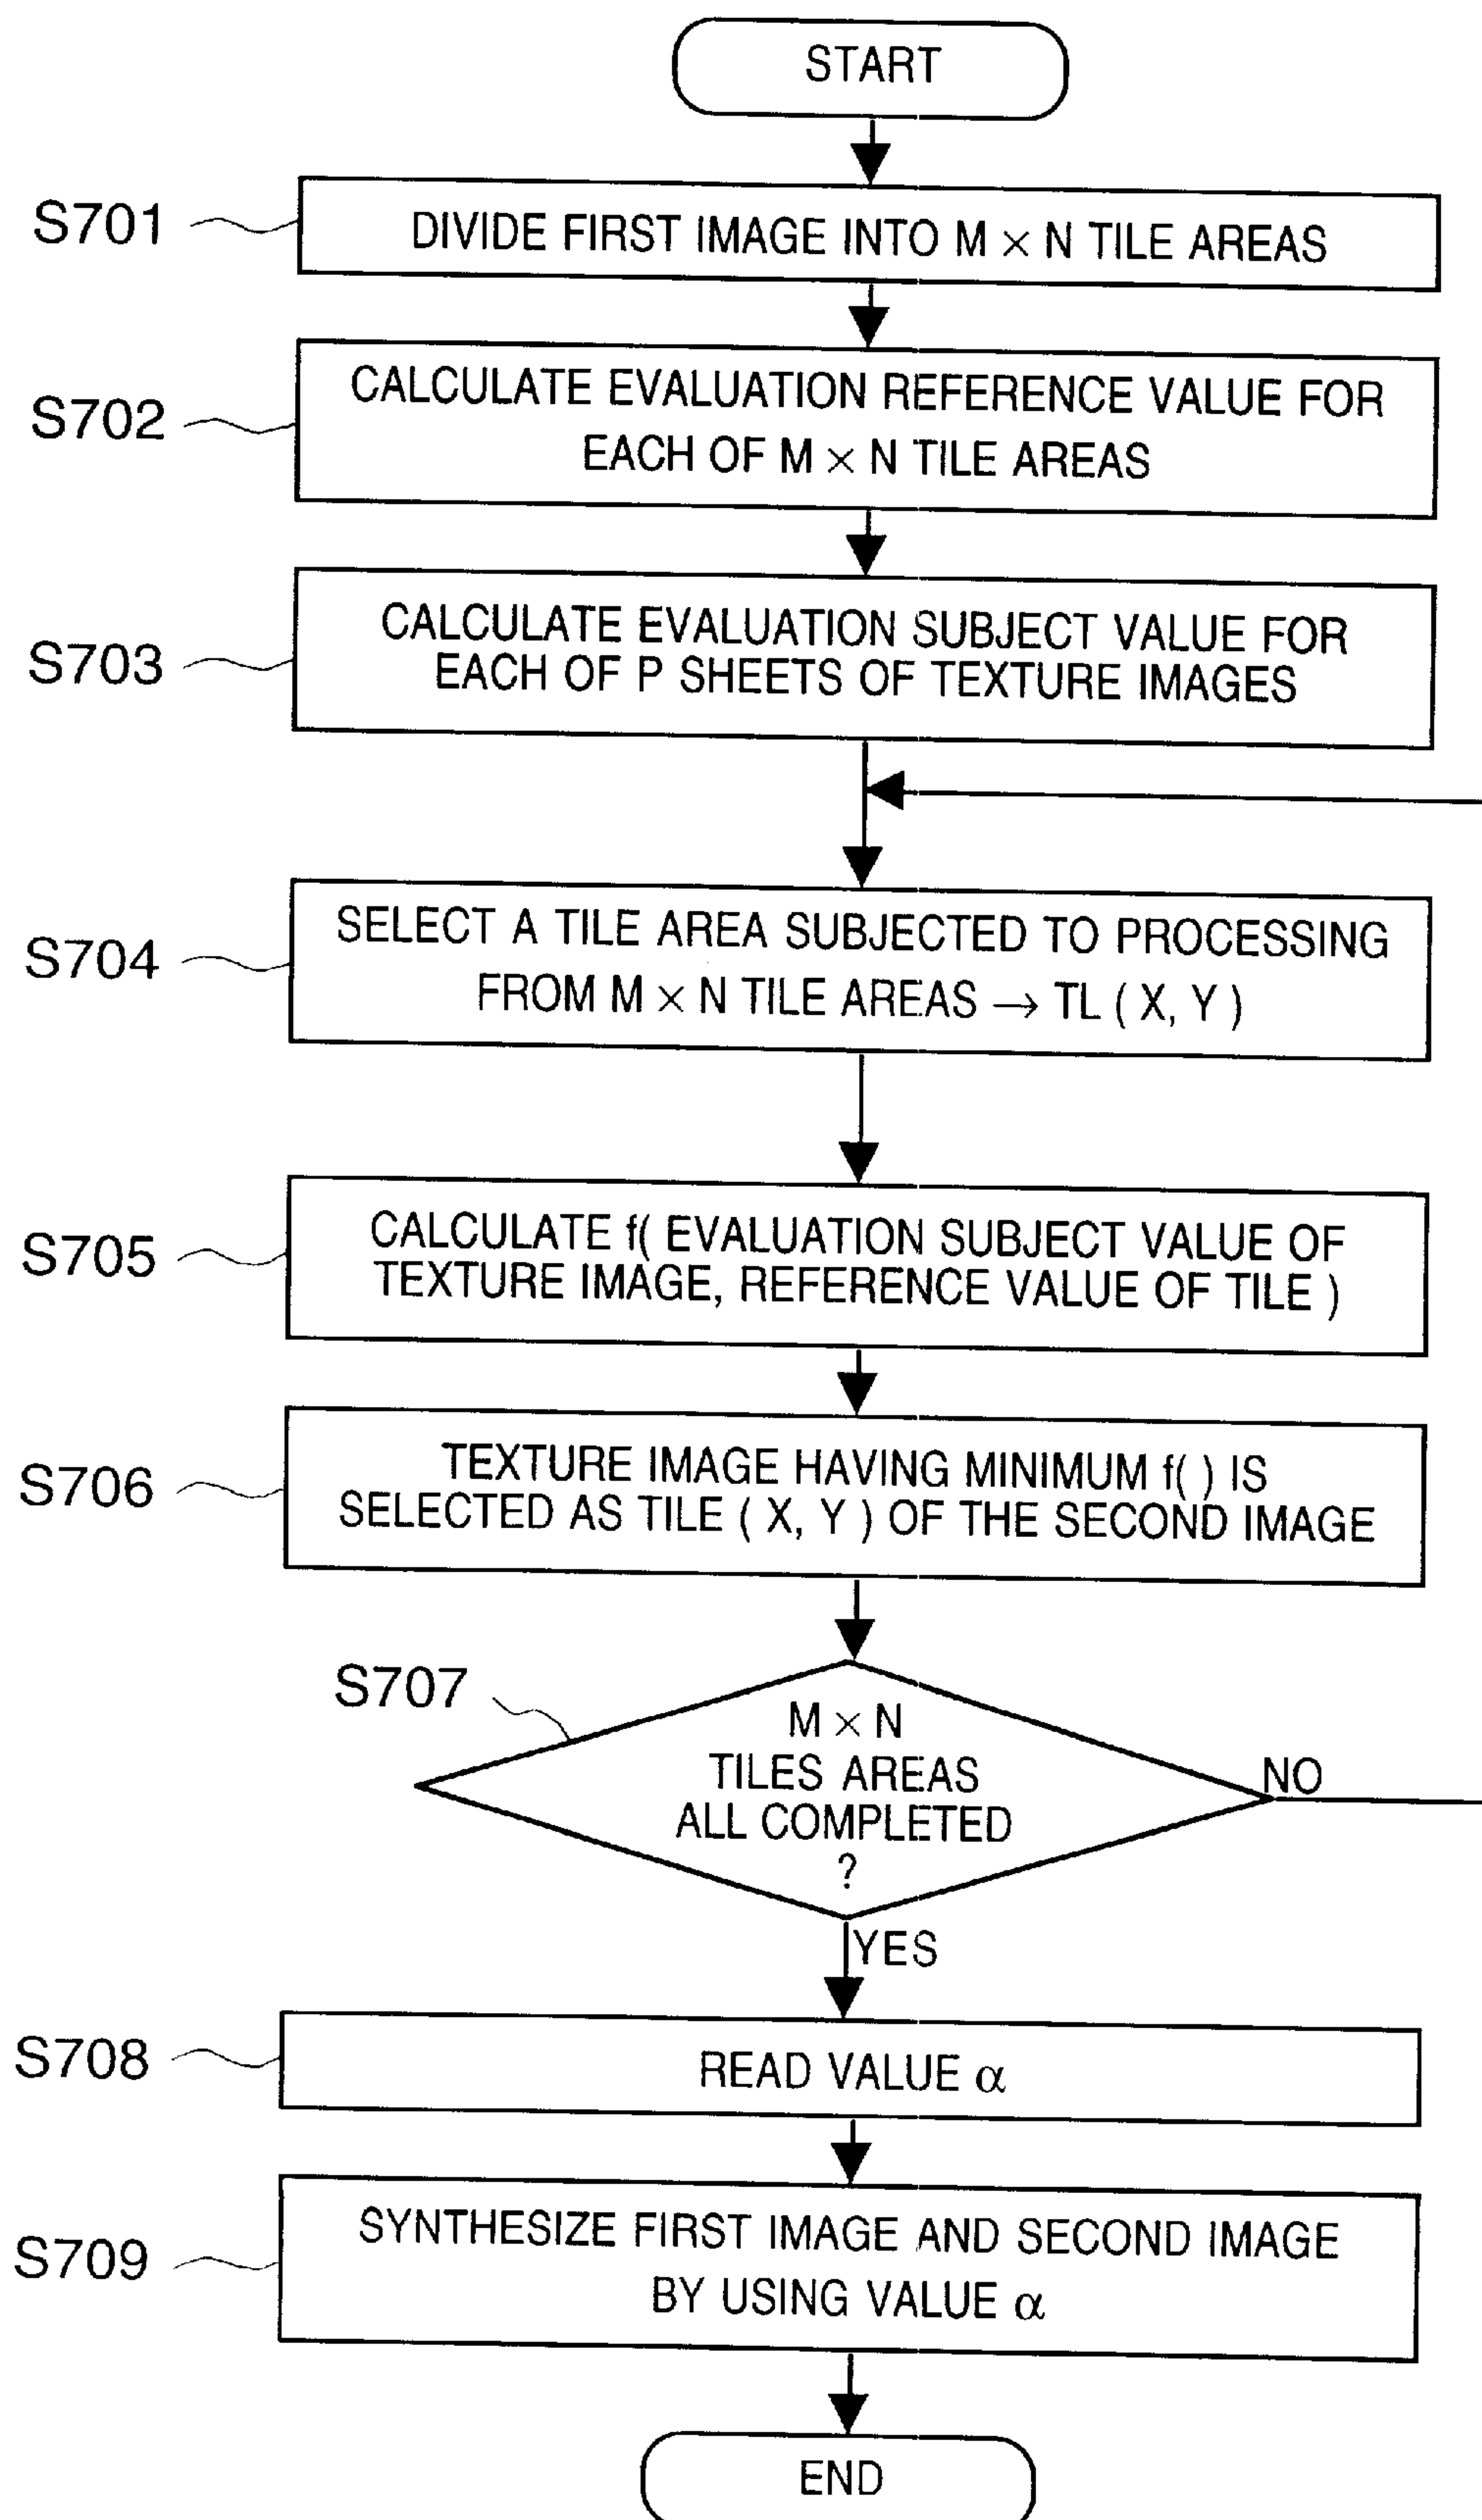 START
S701
DIVIDE FIRST IMAGE INTO M × N TILE AREAS
S702
CALCULATE EVALUATION REFERENCE VALUE FOR
EACH OF M × N TILE AREAS
S703
CALCULATE EVALUATION SUBJECT VALUE FOR
EACH OF P SHEETS OF TEXTURE IMAGES
S704
SELECT A TILE AREA SUBJECTED TO PROCESSING
FROM M × N TILE AREAS → TL ( X, Y )
S705
CALCULATE f( EVALUATION SUBJECT VALUE OF
TEXTURE IMAGE, REFERENCE VALUE OF TILE )
S706
TEXTURE IMAGE HAVING MINIMUM f( ) IS
SELECTED AS TILE ( X, Y ) OF THE SECOND IMAGE
S707
M × N
TILES AREAS
ALL COMPLETED
?
NO
YES
S708
READ VALUE α
S709
SYNTHESIZE FIRST IMAGE AND SECOND IMAGE
BY USING VALUE α
END